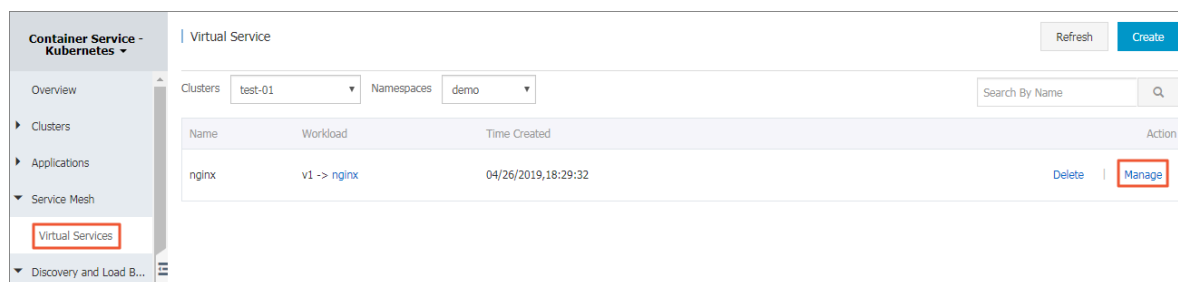 Container Service -
Kubernetes
Overview
Clusters
Applications
Service Mesh
Virtual Services
Discovery and Load B...
Virtual Service
Refresh
Create
Clusters
test-01
Namespaces
demo
Search By Name
Name
Workload
Time Created
Action
nginx
v1 -> nginx
04/26/2019,18:29:32
Delete
Manage